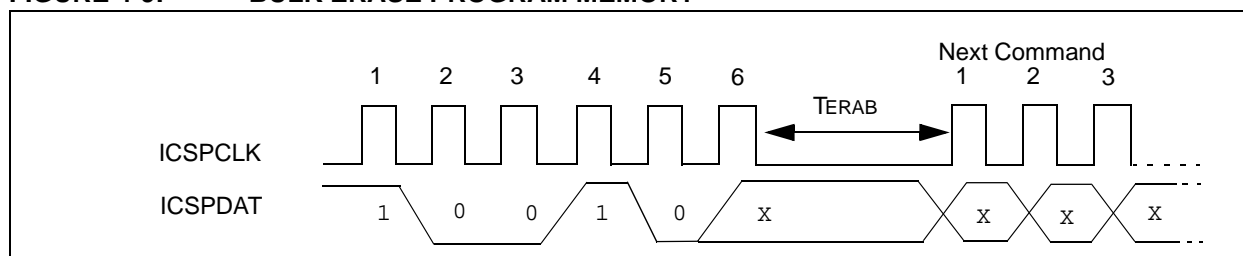 FIGURE BULK ERASE PROGRAM MEMORY
Next Command
1 2 3 4 5 6 1 2 3
TERAB
ICSPCLK
ICSPDAT 1 0 0 1 0 x x x x